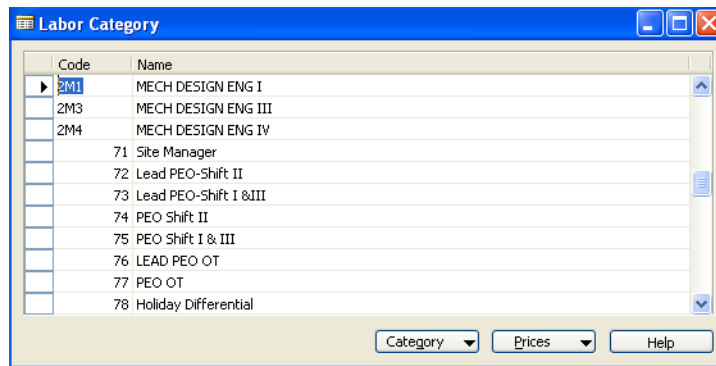 Labor Category
Code Name
2M1 MECH DESIGN ENG I
2M3 MECH DESIGN ENG III
2M4 MECH DESIGN ENG IV
71 Site Manager
72 Lead PEO-Shift II
73 Lead PEO-Shift I &III
74 PEO Shift II
75 PEO Shift I & III
76 LEAD PEO OT
77 PEO OT
78 Holiday Differential
Category Prices Help